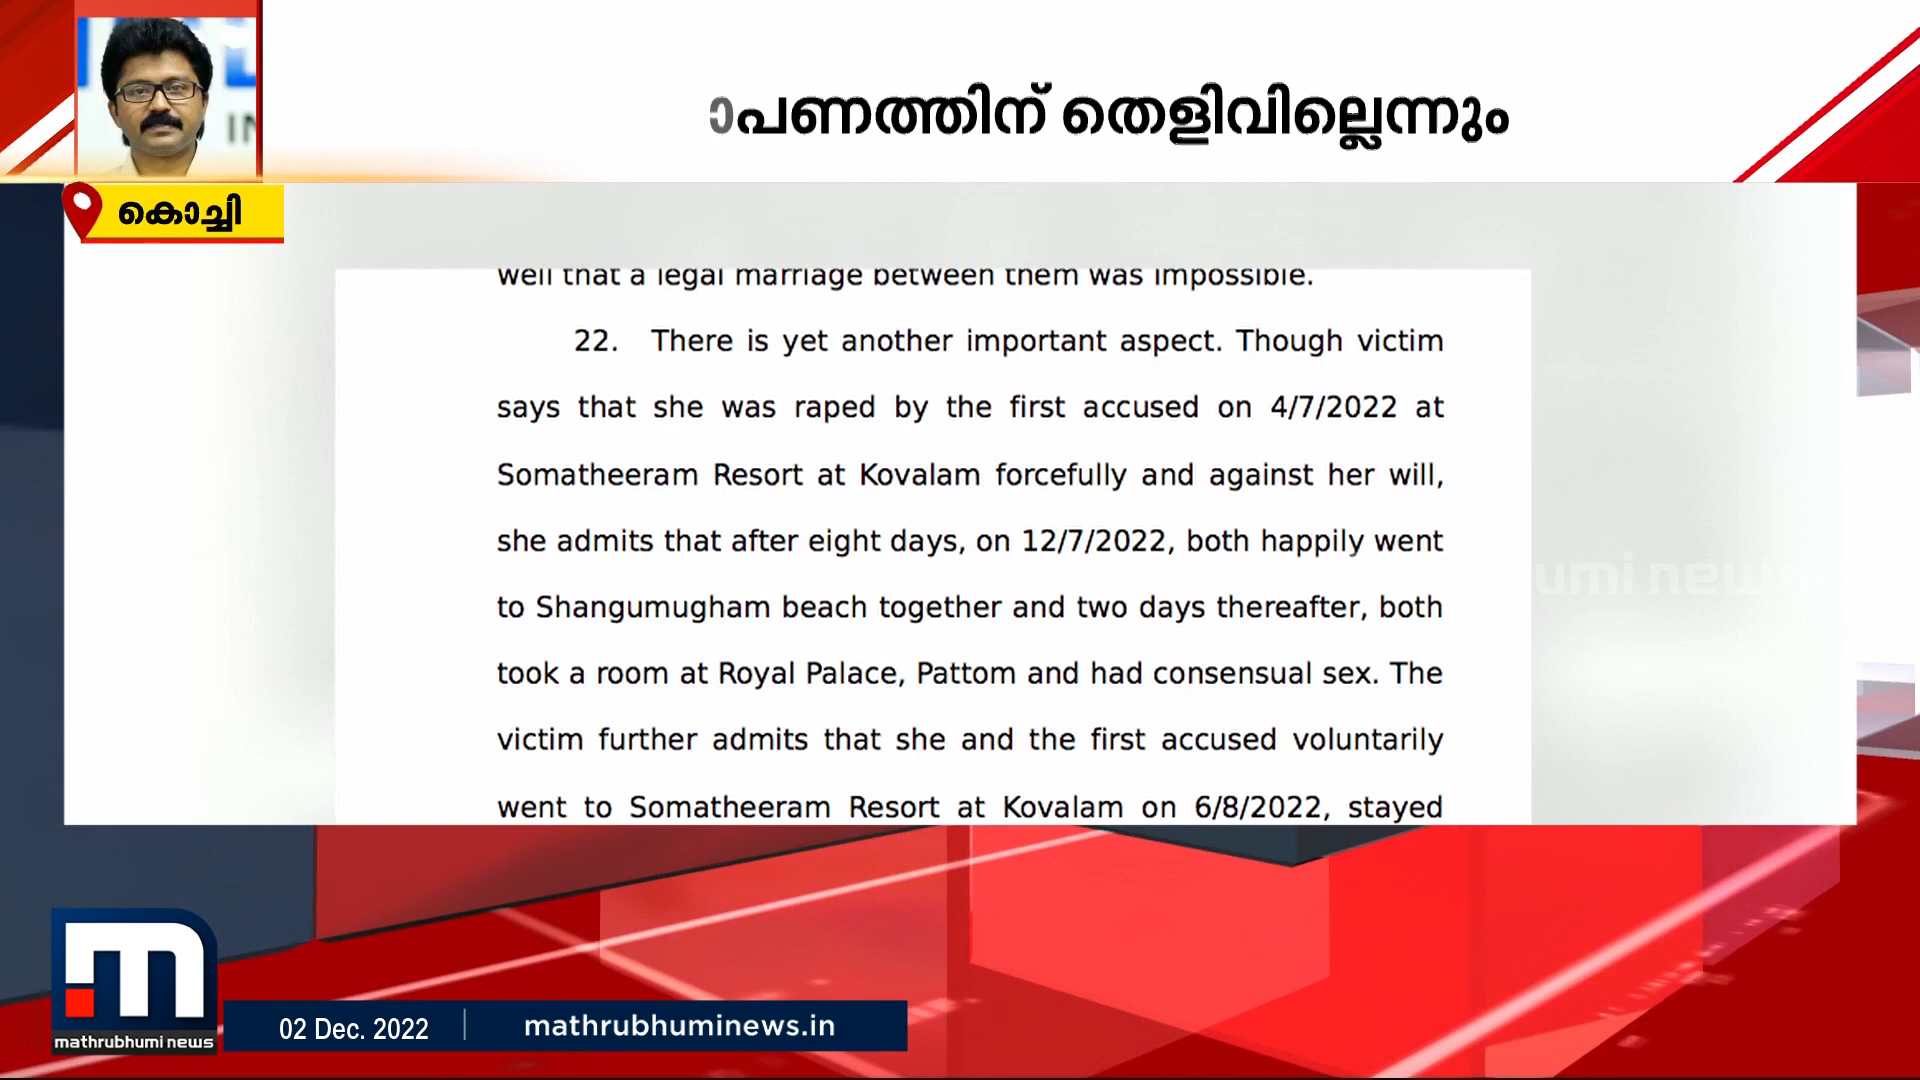 ാപണത്തിന് തെളിവില്ലെന്നും
കൊച്ചി
well that a legal marriage between them was impossible.
22. There is yet another important aspect. Though victim
says that she was raped by the first accused on 4/7/2022 at
Somatheeram Resort at Kovalam forcefully and against her will,
she admits that after eight days, on 12/7/2022, both happily went
to Shangumugham beach together and two days thereafter, both
took a room at Royal Palace, Pattom and had consensual sex. The
victim further admits that she and the first accused voluntarily
went to Somatheeram Resort at Kovalam on 6/8/2022, stayed
umi news
mathrubhumi news
02 Dec. 2022
mathrubhuminews.in